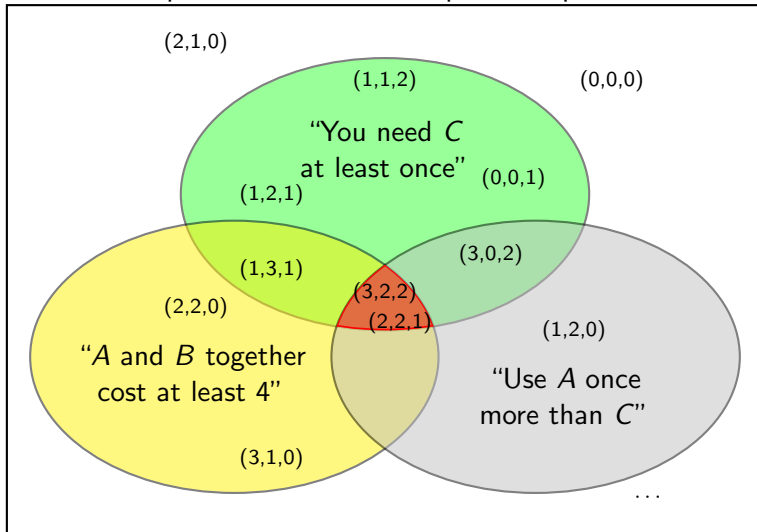 (2,1,0)
(1,1,2)
(0,0,0)
“You need C
at least once”
(0,0,1)
(1,2,1)
(3,0,2)
(1,3,1)
(3,2,2)
(2,2,0)
(2,2,1)
(1,2,0)
“A and B together
cost at least 4”
“Use A once
more than C”
(3,1,0)
...